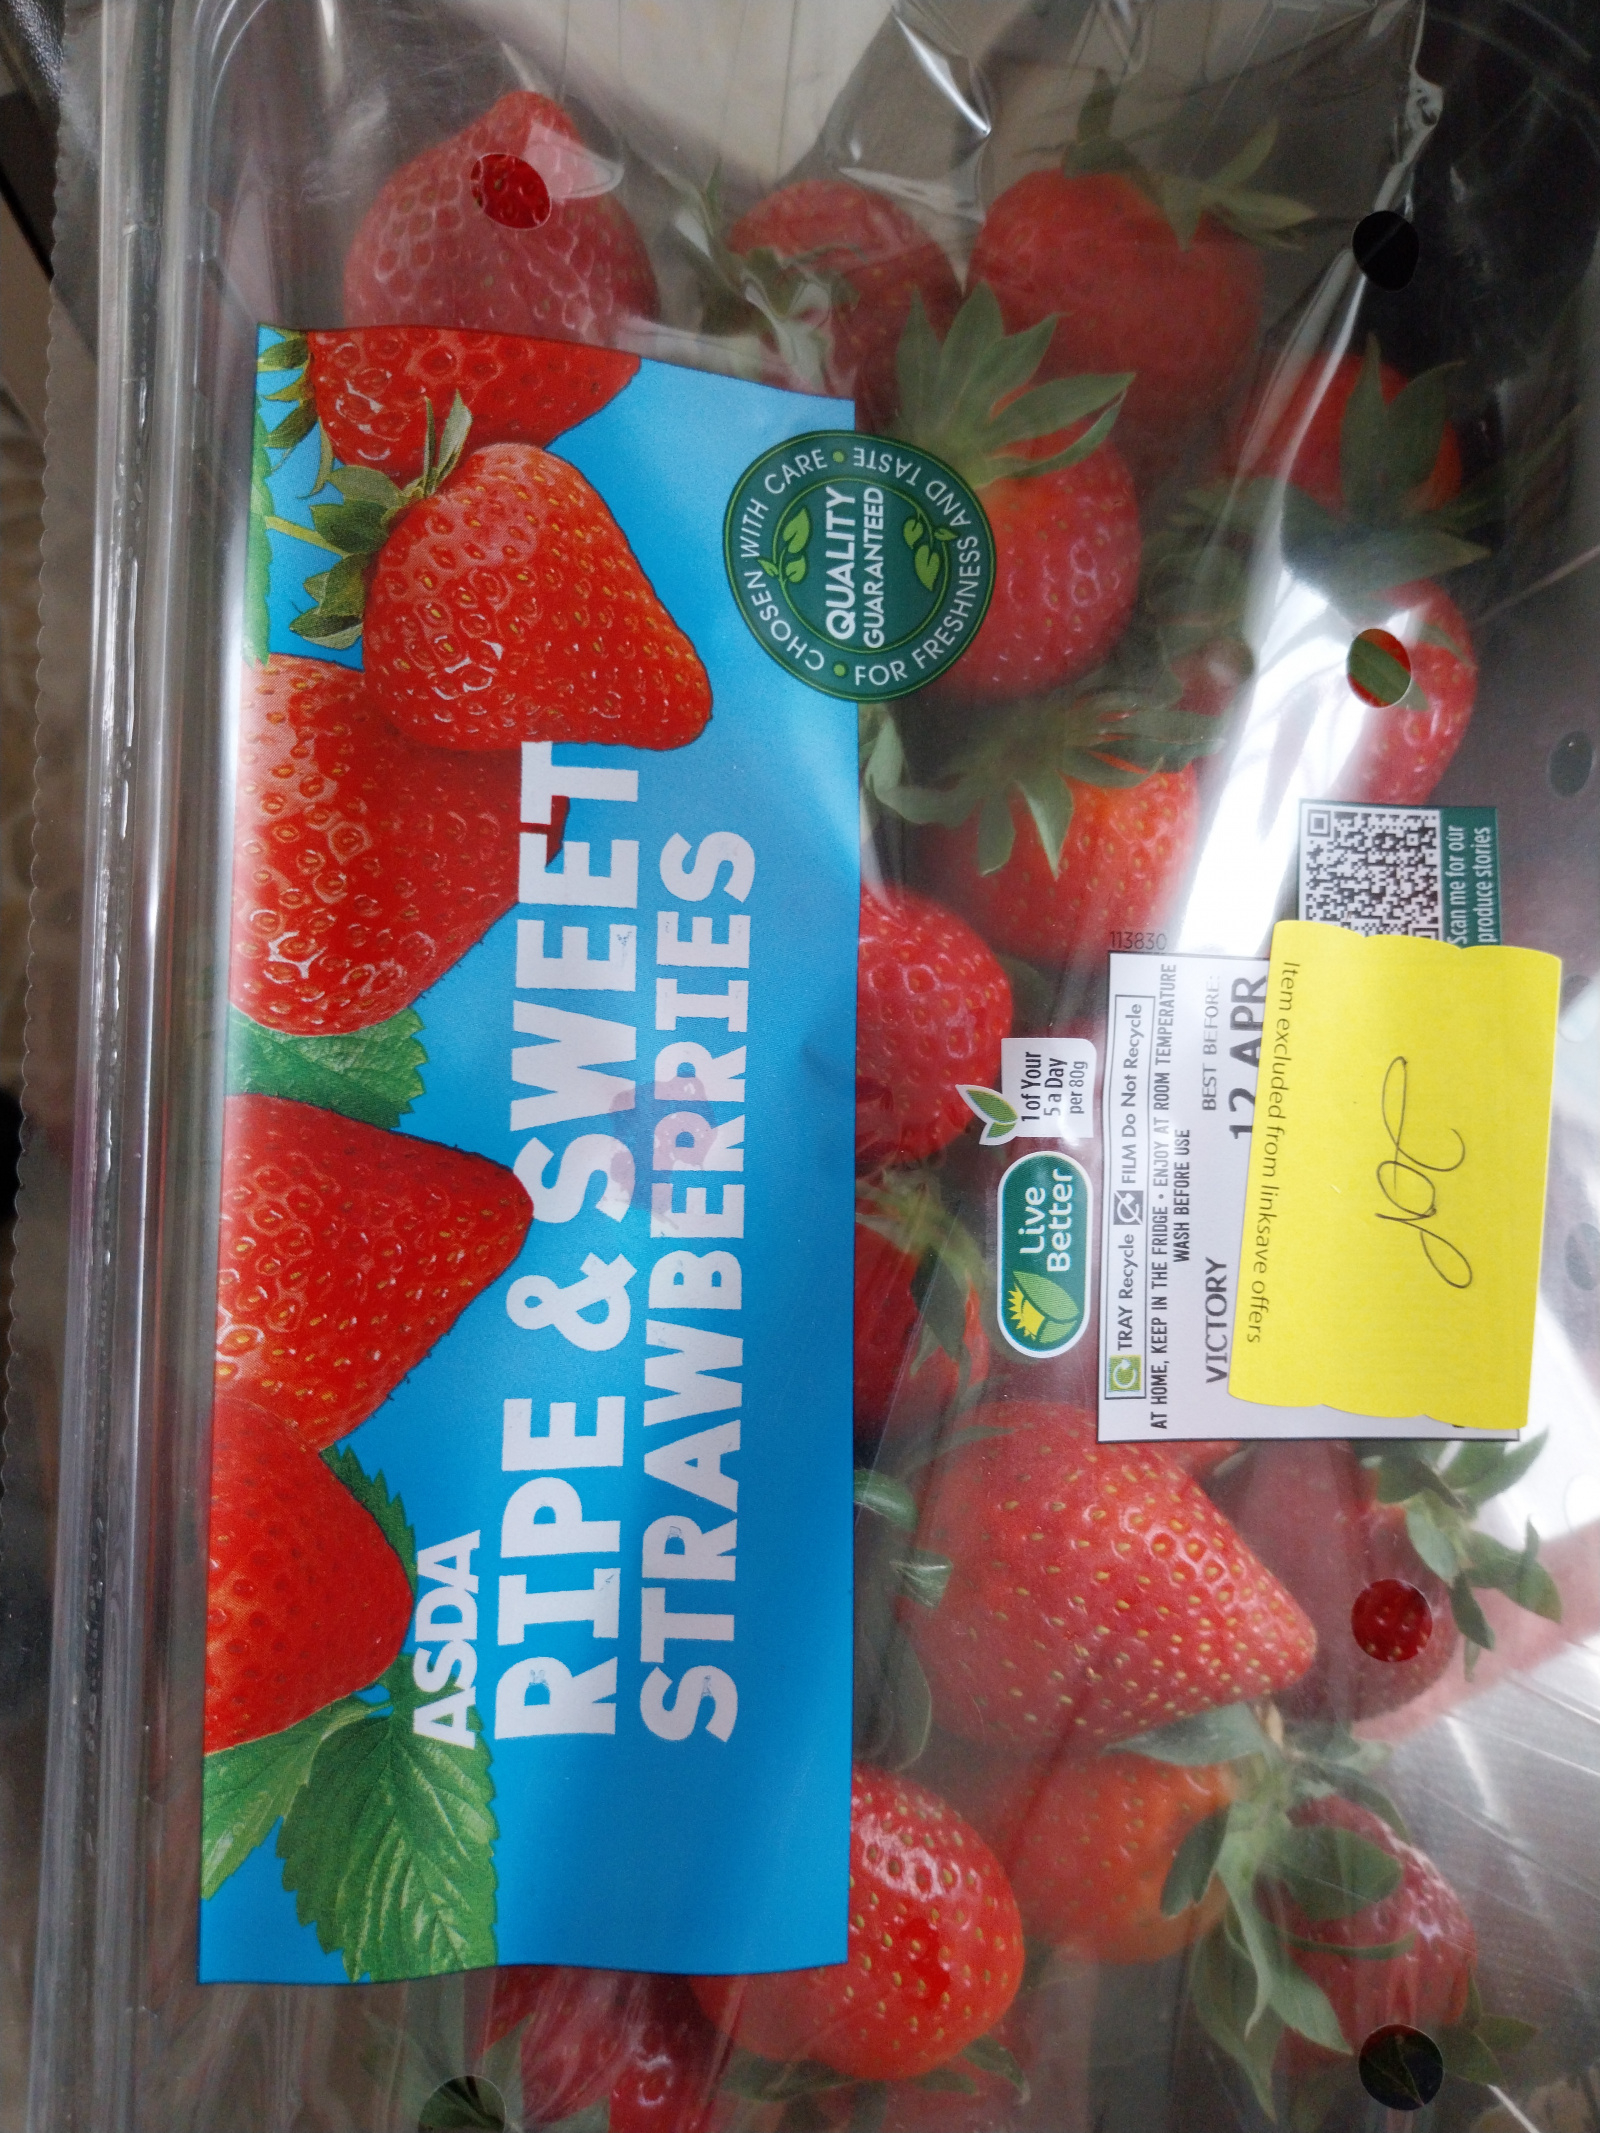 ASDA
RIPE & SWEET
STRAWBERRIES
CHOSEN WITH CARE • FOR FRESHNESS AND TASTE •
QUALITY
GUARANTEED
Live
Better
1 of Your
5 a Day
per 80g
113830
TRAY Recycle FILM Do Not Recycle
AT HOME, KEEP IN THE FRIDGE • ENJOY AT ROOM TEMPERATURE
WASH BEFORE USE
BEST BEFORE:
VICTORY 12 APR
Scan me for our
produce stories
Item excluded from linksave offers
20p